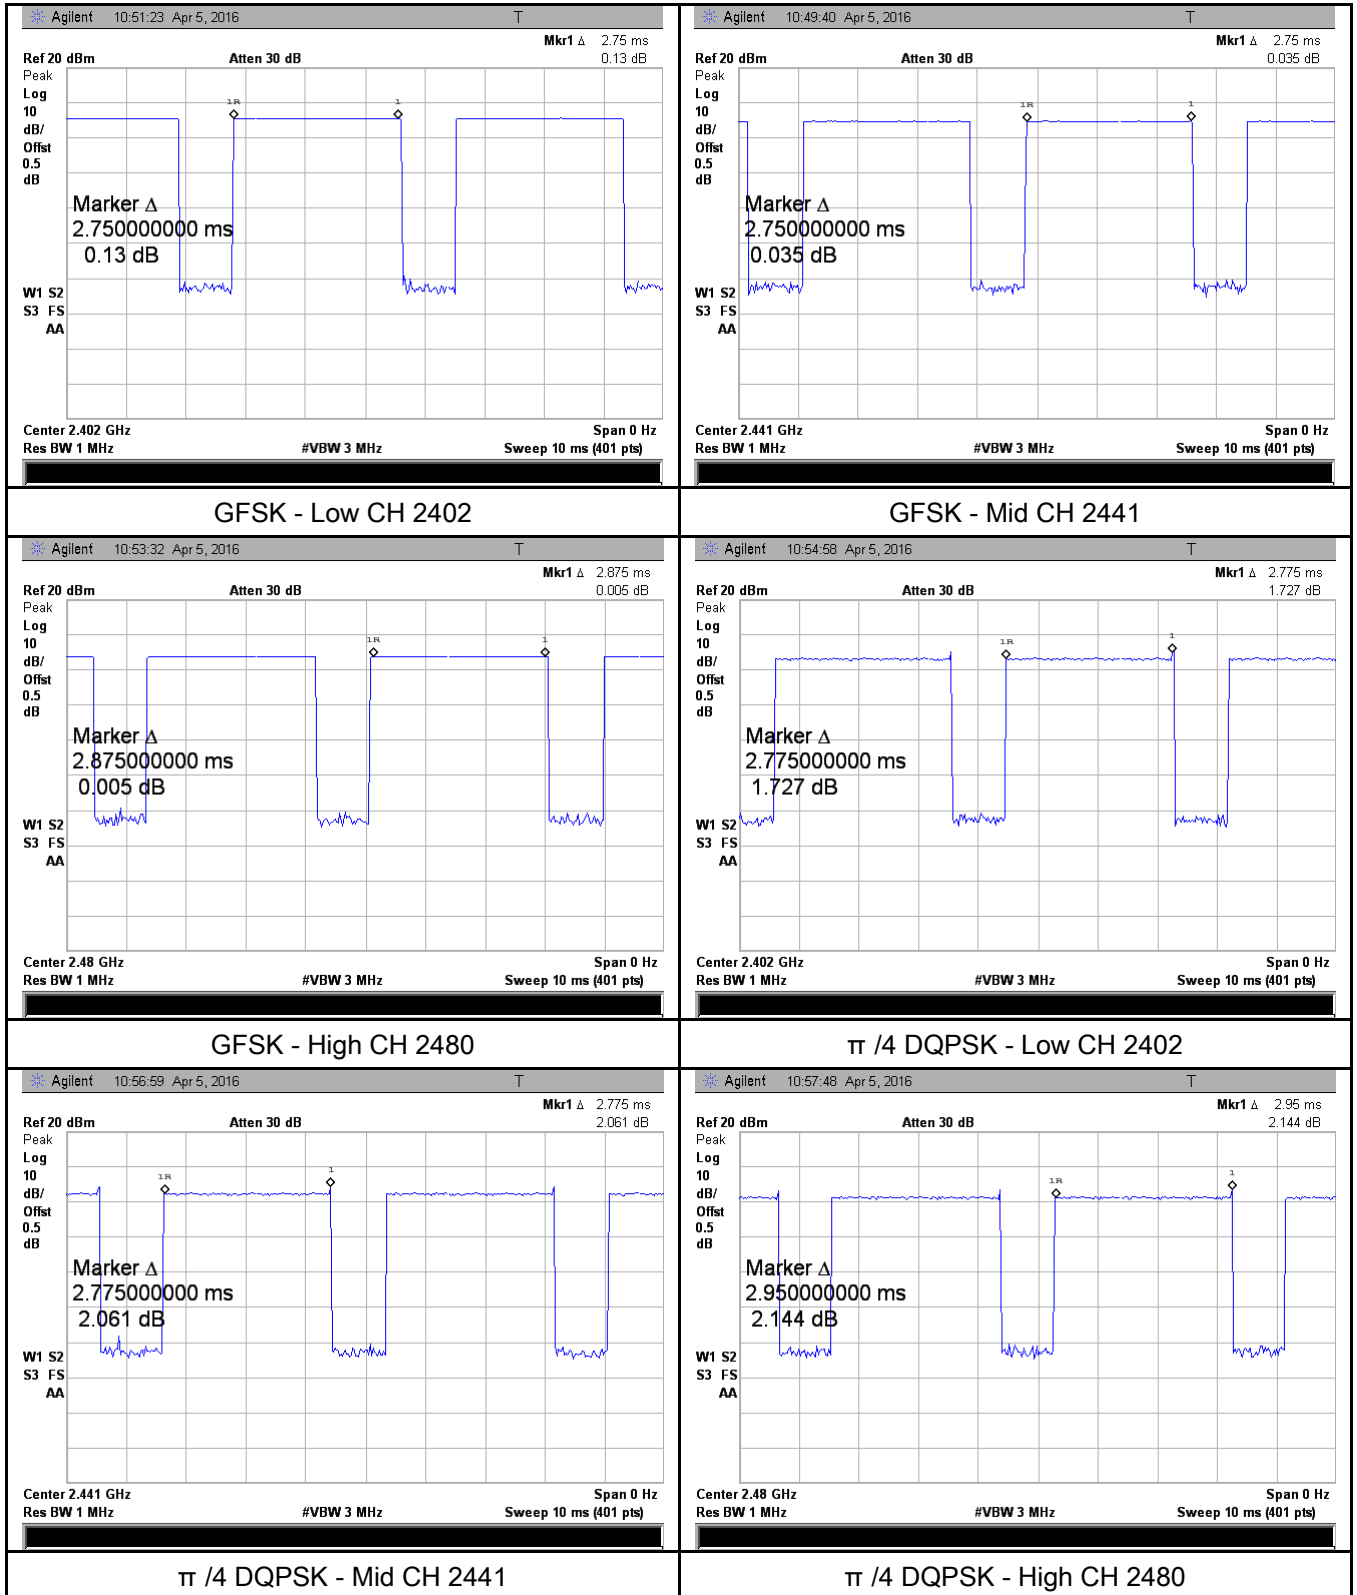 Agilent 10:51:23 Apr 5, 2016 T
Mkr1 Δ 2.75 ms
Ref 20 dBm Atten 30 dB 0.13 dB
Peak
Log
10
dB/
Offst
0.5
dB
1R 1
Marker Δ
2.750000000 ms
0.13 dB
W1 S2
S3 FS
AA
Center 2.402 GHz Span 0 Hz
Res BW 1 MHz #VBW 3 MHz Sweep 10 ms (401 pts)
GFSK - Low CH 2402
Agilent 10:49:40 Apr 5, 2016 T
Mkr1 Δ 2.75 ms
Ref 20 dBm Atten 30 dB 0.035 dB
Peak
Log
10
dB/
Offst
0.5
dB
1R 1
Marker Δ
2.750000000 ms
0.035 dB
W1 S2
S3 FS
AA
Center 2.441 GHz Span 0 Hz
Res BW 1 MHz #VBW 3 MHz Sweep 10 ms (401 pts)
GFSK - Mid CH 2441
Agilent 10:53:32 Apr 5, 2016 T
Mkr1 Δ 2.875 ms
Ref 20 dBm Atten 30 dB 0.005 dB
Peak
Log
10
dB/
Offst
0.5
dB
1R 1
Marker Δ
2.875000000 ms
0.005 dB
W1 S2
S3 FS
AA
Center 2.48 GHz Span 0 Hz
Res BW 1 MHz #VBW 3 MHz Sweep 10 ms (401 pts)
GFSK - High CH 2480
Agilent 10:54:58 Apr 5, 2016 T
Mkr1 Δ 2.775 ms
Ref 20 dBm Atten 30 dB 1.727 dB
Peak
Log
10
dB/
Offst
0.5
dB
1R 1
Marker Δ
2.775000000 ms
1.727 dB
W1 S2
S3 FS
AA
Center 2.402 GHz Span 0 Hz
Res BW 1 MHz #VBW 3 MHz Sweep 10 ms (401 pts)
π /4 DQPSK - Low CH 2402
Agilent 10:56:59 Apr 5, 2016 T
Mkr1 Δ 2.775 ms
Ref 20 dBm Atten 30 dB 2.061 dB
Peak
Log
10
dB/
Offst
0.5
dB
1R 1
Marker Δ
2.775000000 ms
2.061 dB
W1 S2
S3 FS
AA
Center 2.441 GHz Span 0 Hz
Res BW 1 MHz #VBW 3 MHz Sweep 10 ms (401 pts)
π /4 DQPSK - Mid CH 2441
Agilent 10:57:48 Apr 5, 2016 T
Mkr1 Δ 2.95 ms
Ref 20 dBm Atten 30 dB 2.144 dB
Peak
Log
10
dB/
Offst
0.5
dB
1R 1
Marker Δ
2.950000000 ms
2.144 dB
W1 S2
S3 FS
AA
Center 2.48 GHz Span 0 Hz
Res BW 1 MHz #VBW 3 MHz Sweep 10 ms (401 pts)
π /4 DQPSK - High CH 2480